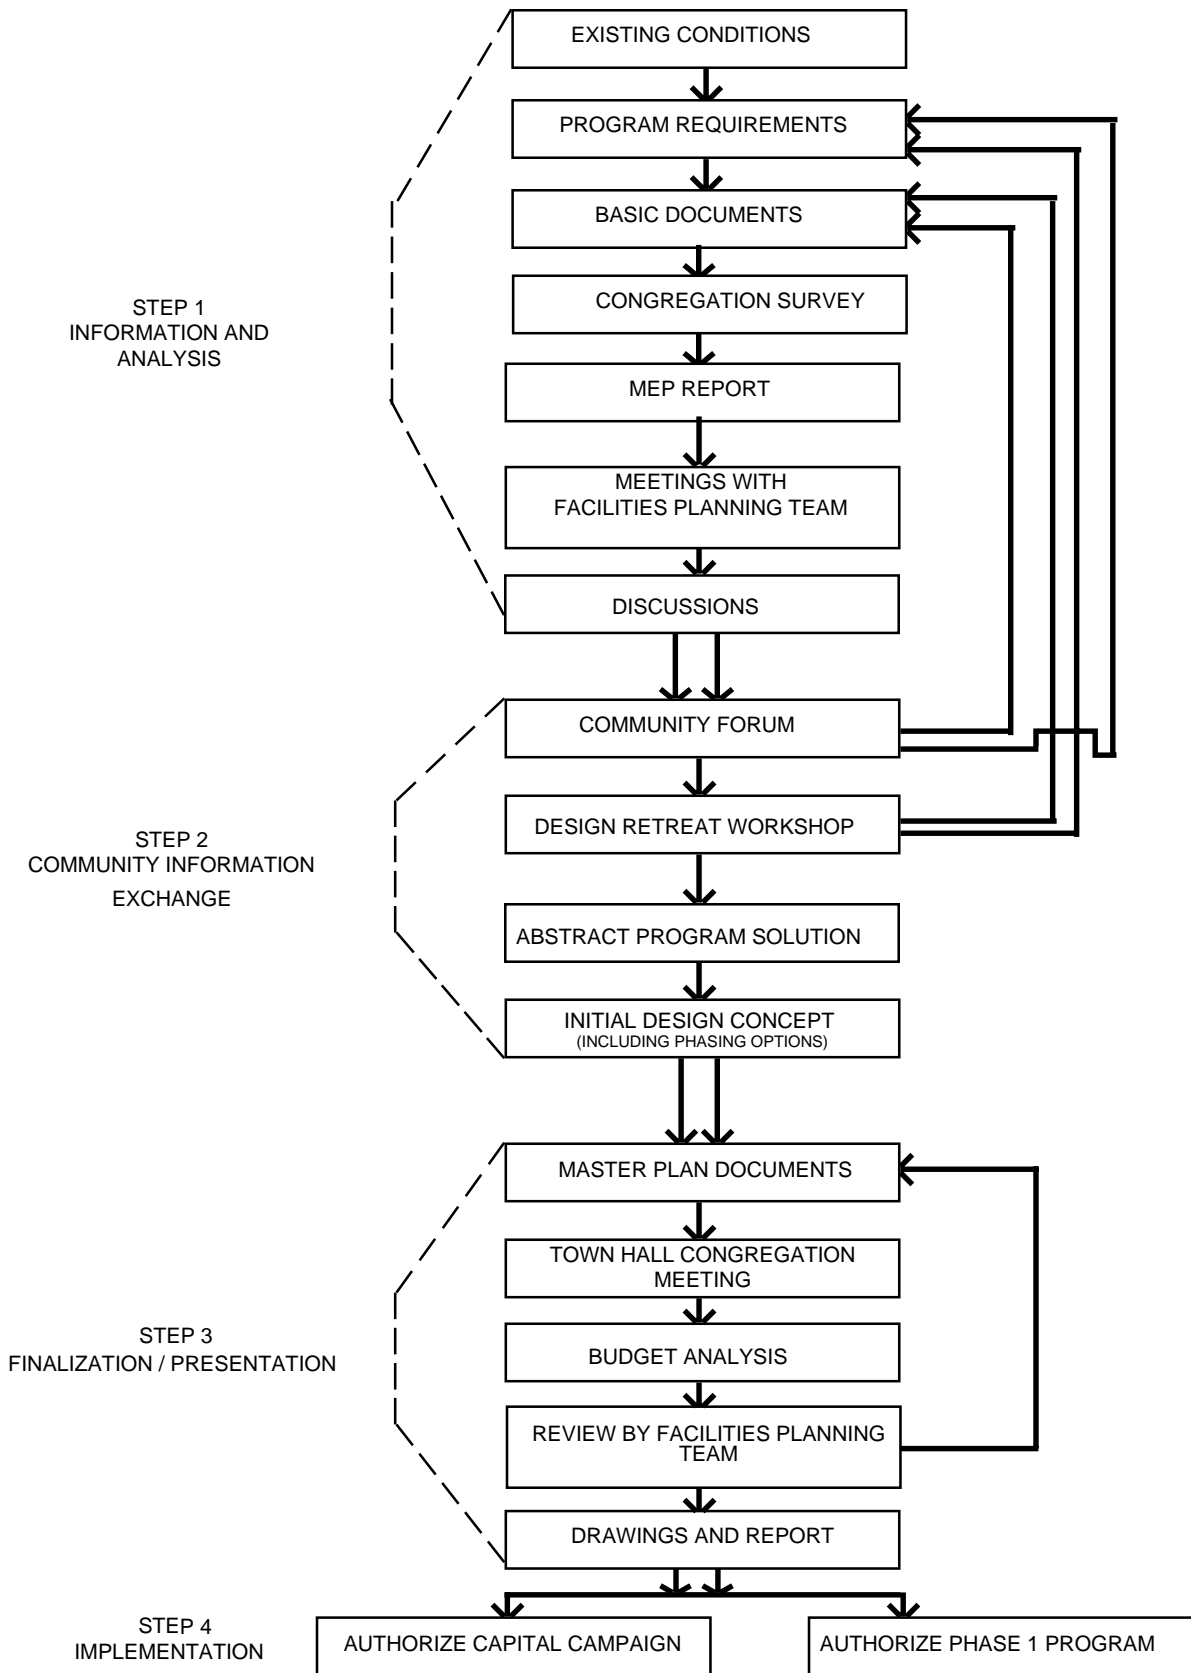 EXISTING CONDITIONS
PROGRAM REQUIREMENTS
BASIC DOCUMENTS
STEP 1
INFORMATION AND
ANALYSIS
CONGREGATION SURVEY
MEP REPORT
MEETINGS WITH
FACILITIES PLANNING TEAM
DISCUSSIONS
STEP 2
COMMUNITY INFORMATION
EXCHANGE
COMMUNITY FORUM
DESIGN RETREAT WORKSHOP
ABSTRACT PROGRAM SOLUTION
INITIAL DESIGN CONCEPT
(INCLUDING PHASING OPTIONS)
STEP 3
FINALIZATION / PRESENTATION
MASTER PLAN DOCUMENTS
TOWN HALL CONGREGATION
MEETING
BUDGET ANALYSIS
REVIEW BY FACILITIES PLANNING
TEAM
DRAWINGS AND REPORT
STEP 4
IMPLEMENTATION
AUTHORIZE CAPITAL CAMPAIGN
AUTHORIZE PHASE 1 PROGRAM